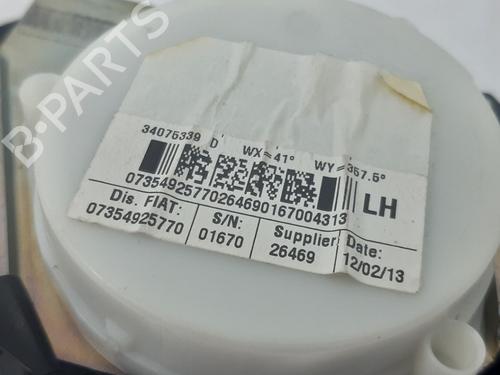 B-PARTS
34075339 D WX=41° WY=357.5°
07354925770264690167004313
LH
Dis. FIAT: S/N: Supplier: Date:
07354925770 01670 26469 12/02/13